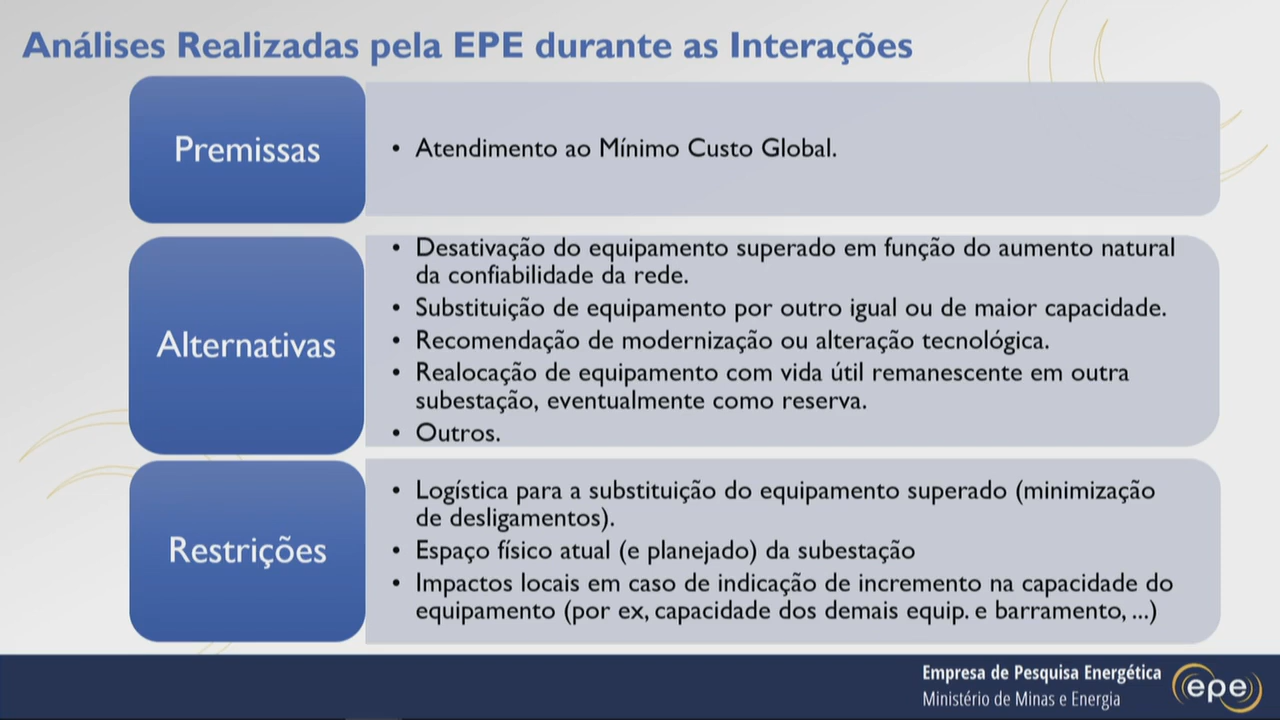 Análises Realizadas pela EPE durante as Interações
Premissas
• Atendimento ao Mínimo Custo Global.
Alternativas
• Desativação do equipamento superado em função do aumento natural
da confiabilidade da rede.
• Substituição de equipamento por outro igual ou de maior capacidade.
• Recomendação de modernização ou alteração tecnológica.
• Realocação de equipamento com vida útil remanescente em outra
subestação, eventualmente como reserva.
• Outros.
Restrições
• Logística para a substituição do equipamento superado (minimização
de desligamentos).
• Espaço físico atual (e planejado) da subestação
• Impactos locais em caso de indicação de incremento na capacidade do
equipamento (por ex, capacidade dos demais equip. e barramento, ...)
Empresa de Pesquisa Energética
Ministério de Minas e Energia
epe